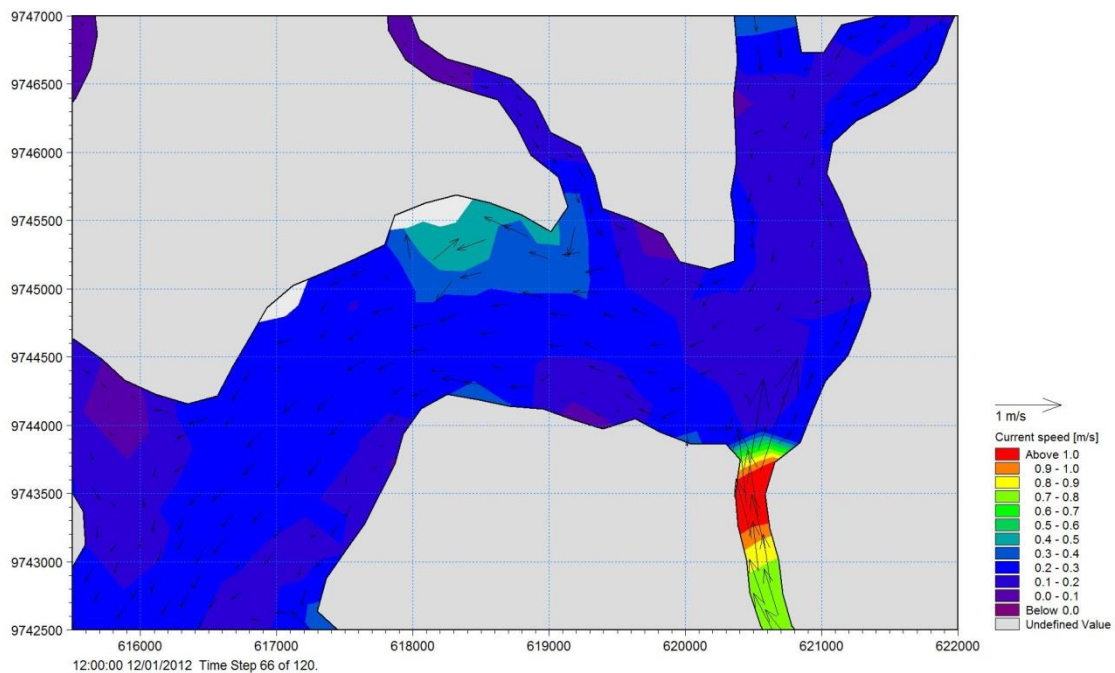 9747000
9746500
9746000
9745500
9745000
9744500
9744000
9743500
9743000
9742500
616000 617000 618000 619000 620000 621000 622000
12:00:00 12/01/2012 Time Step 66 of 120.
1 m/s
Current speed [m/s]
Above 1.0
0.9 - 1.0
0.8 - 0.9
0.7 - 0.8
0.6 - 0.7
0.5 - 0.6
0.4 - 0.5
0.3 - 0.4
0.2 - 0.3
0.1 - 0.2
0.0 - 0.1
Below 0.0
Undefined Value